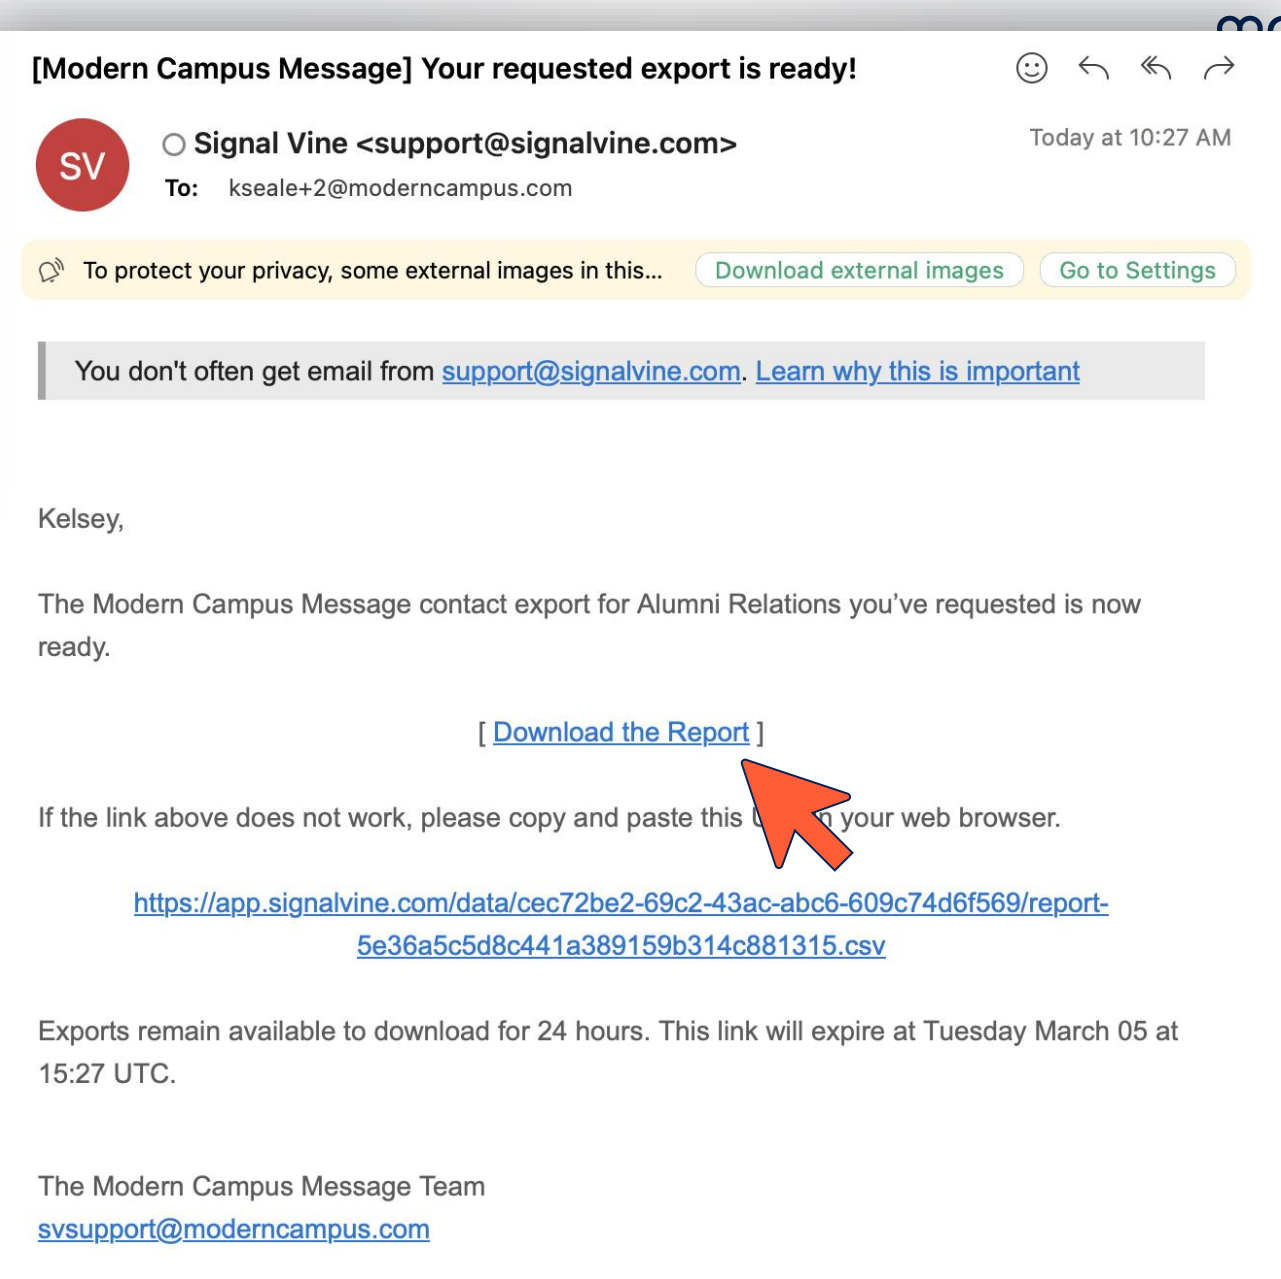 [Modern Campus Message] Your requested export is ready!
SV
Signal Vine <support@signalvine.com>
Today at 10:27 AM
To: kseale+2@moderncampus.com
To protect your privacy, some external images in this...
Download external images
Go to Settings
You don't often get email from support@signalvine.com. Learn why this is important
Kelsey,
The Modern Campus Message contact export for Alumni Relations you’ve requested is now
ready.
[ Download the Report ]
If the link above does not work, please copy and paste this your web browser.
https://app.signalvine.com/data/cec72be2-69c2-43ac-abc6-609c74d6f569/report-
5e36a5c5d8c441a389159b314c881315.csv
Exports remain available to download for 24 hours. This link will expire at Tuesday March 05 at
15:27 UTC.
The Modern Campus Message Team
svsupport@moderncampus.com